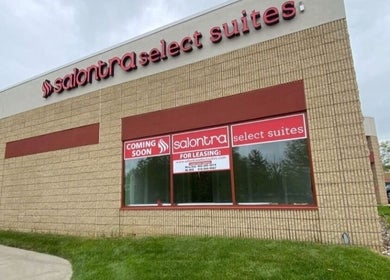 salontra select suites
COMING
SOON
salontra
select suites
FOR LEASING: